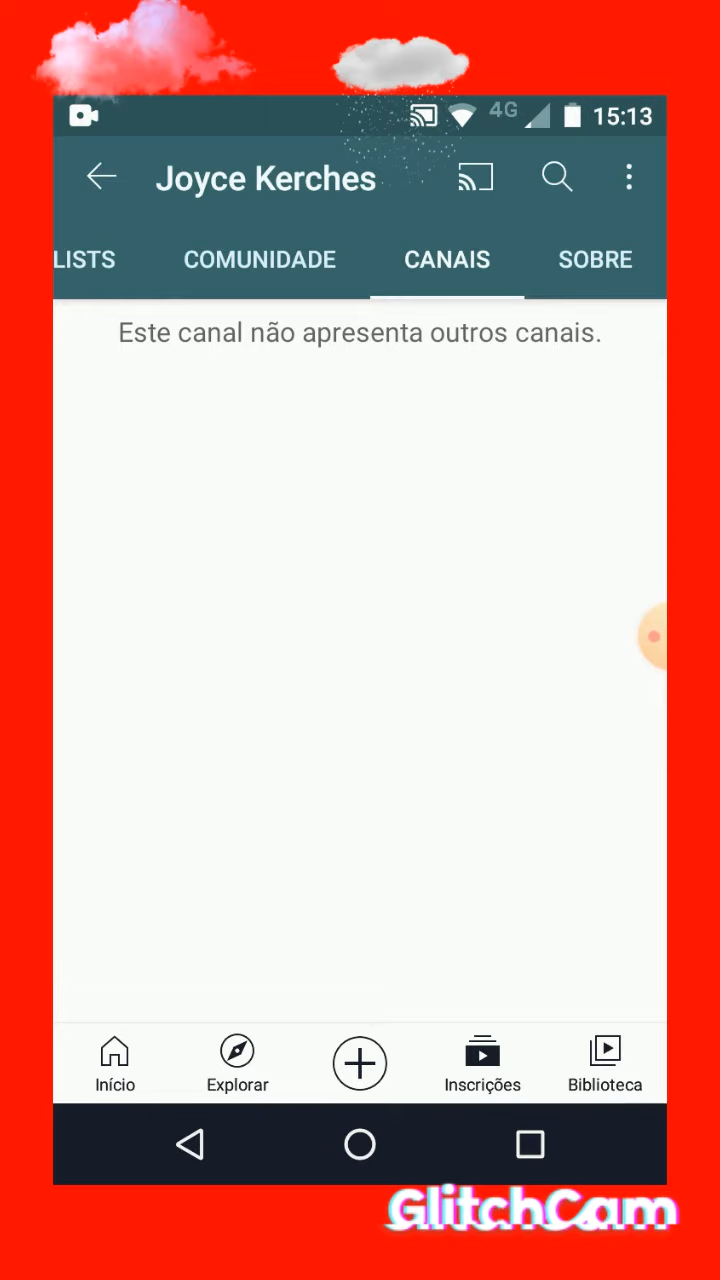 4G 15:13
Joyce Kerches
LISTS COMUNIDADE CANAIS SOBRE
Este canal não apresenta outros canais.
Início Explorar Inscrições Biblioteca
GlitchCam